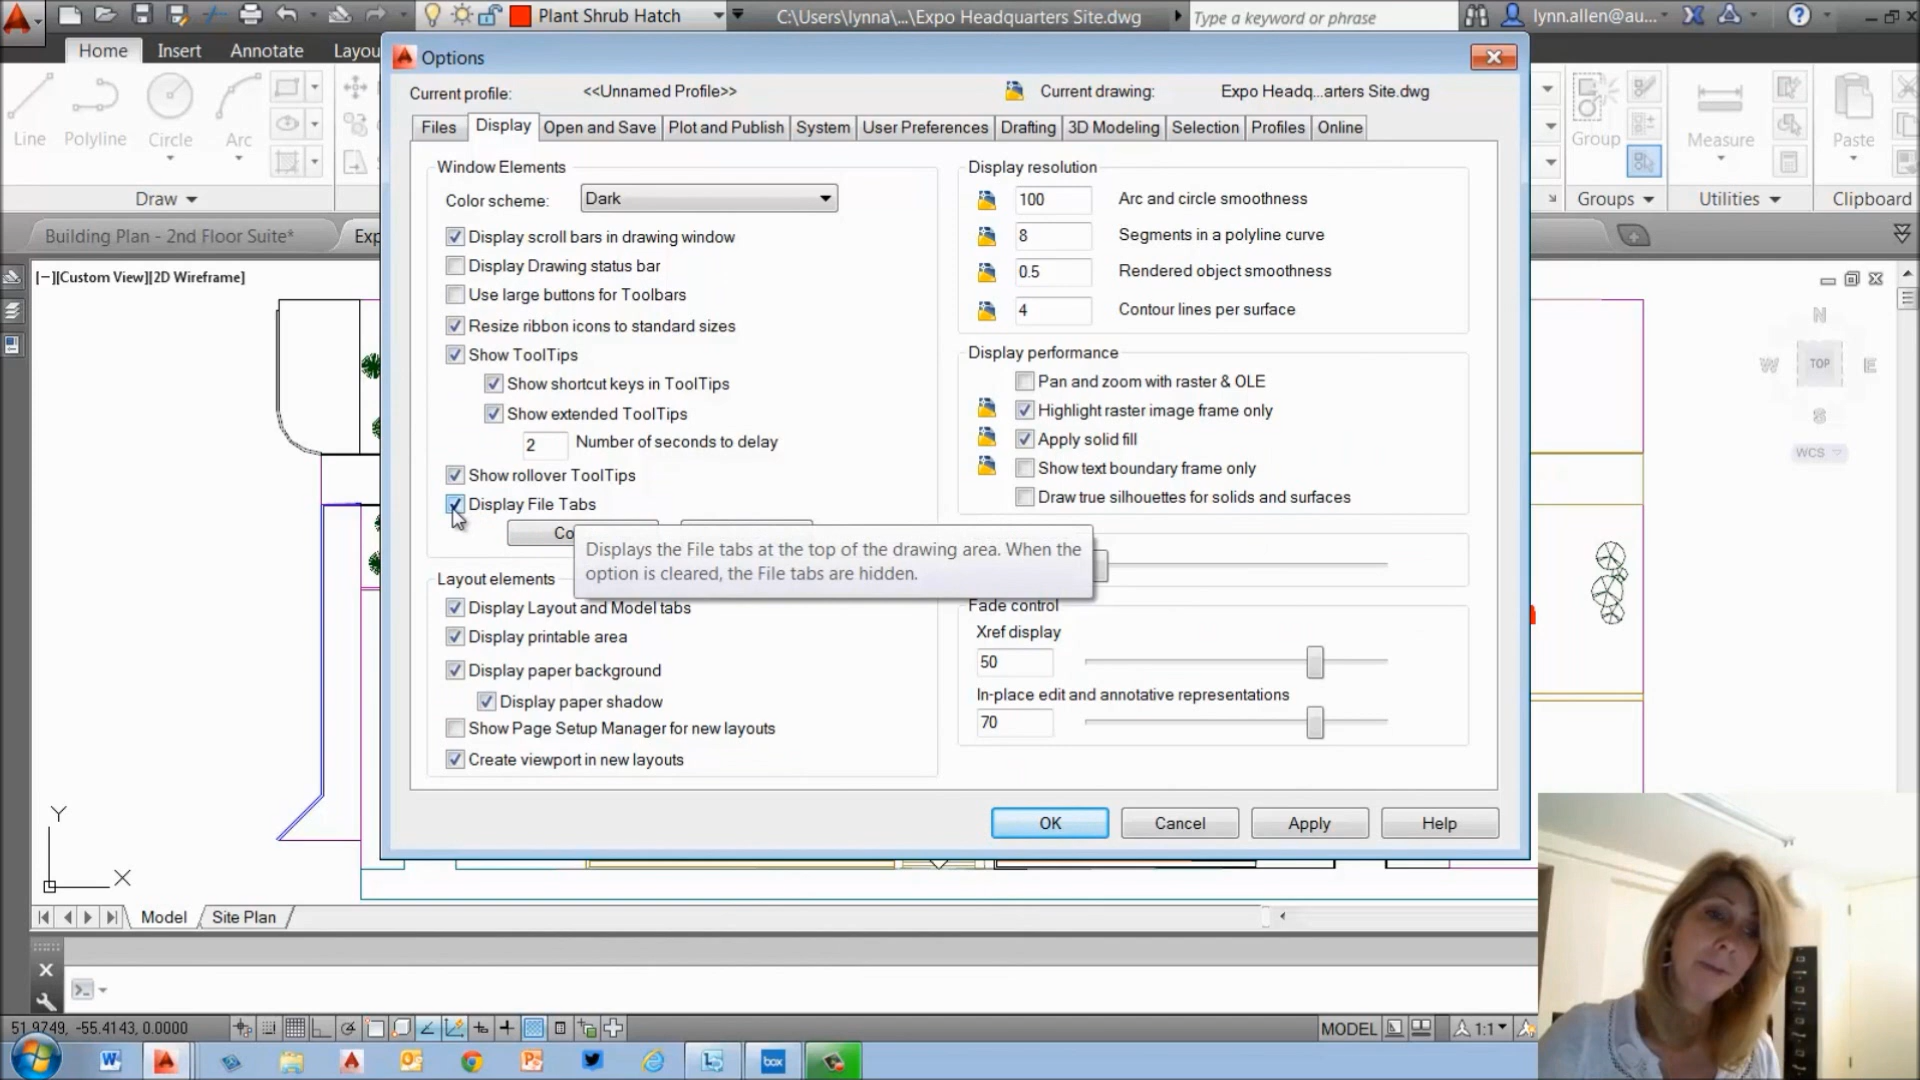 Plant Shrub Hatch
C:\Users\lynna\...\Expo Headquarters Site.dwg
Type a keyword or phrase
lynn.allen@au...
Home
Insert
Annotate
Layou
Options
Current profile:
<<Unnamed Profile>>
Current drawing:
Expo Headq...arters Site.dwg
Files
Display
Open and Save
Plot and Publish
System
User Preferences
Drafting
3D Modeling
Selection
Profiles
Online
Line
Polyline
Circle
Arc
Draw
Group
Measure
Paste
Groups
Utilities
Clipboard
Building Plan - 2nd Floor Suite*
Exp
[−][Custom View][2D Wireframe]
Window Elements
Color scheme:
Dark
Display scroll bars in drawing window
Display Drawing status bar
Use large buttons for Toolbars
Resize ribbon icons to standard sizes
Show ToolTips
Show shortcut keys in ToolTips
Show extended ToolTips
2 Number of seconds to delay
Show rollover ToolTips
Display File Tabs
Co
Displays the File tabs at the top of the drawing area. When the
option is cleared, the File tabs are hidden.
Layout elements
Display Layout and Model tabs
Display printable area
Display paper background
Display paper shadow
Show Page Setup Manager for new layouts
Create viewport in new layouts
Display resolution
100 Arc and circle smoothness
8 Segments in a polyline curve
0.5 Rendered object smoothness
4 Contour lines per surface
Display performance
Pan and zoom with raster & OLE
Highlight raster image frame only
Apply solid fill
Show text boundary frame only
Draw true silhouettes for solids and surfaces
Fade control
Xref display
50
In-place edit and annotative representations
70
OK
Cancel
Apply
Help
N
W
TOP
E
S
WCS
Y
X
Model
Site Plan
51.9749, -55.4143, 0.0000
MODEL
1:1
box